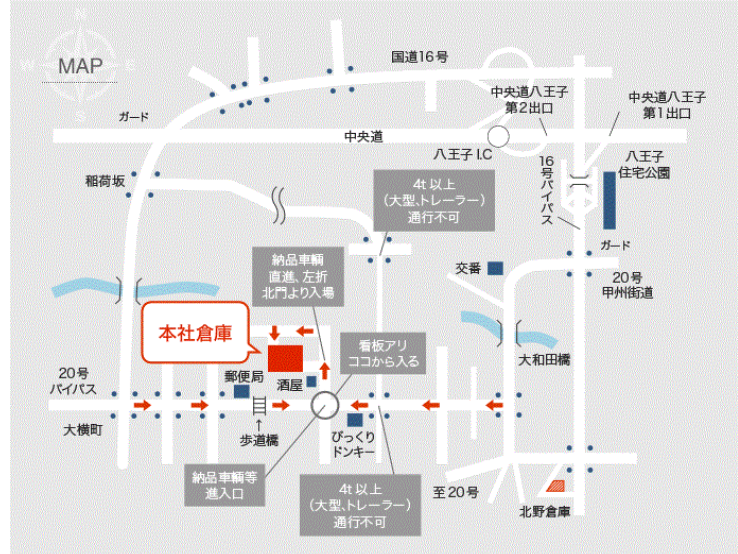 N
W
E
S
MAP
国道16号
ガード
中央道
中央道八王子
第2出口
中央道八王子
第1出口
八王子 I.C
16号バイパス
八王子
住宅公園
稲荷坂
4t 以上
（大型、トレーラー）
通行不可
納品車輌
直進、左折
北門より入場
交番
ガード
20号
甲州街道
本社倉庫
看板アリ
ココから入る
大和田橋
20号
バイパス
郵便局
酒屋
大横町
↑
歩道橋
びっくり
ドンキー
納品車輌等
進入口
4t 以上
（大型、トレーラー）
通行不可
至20号
北野倉庫